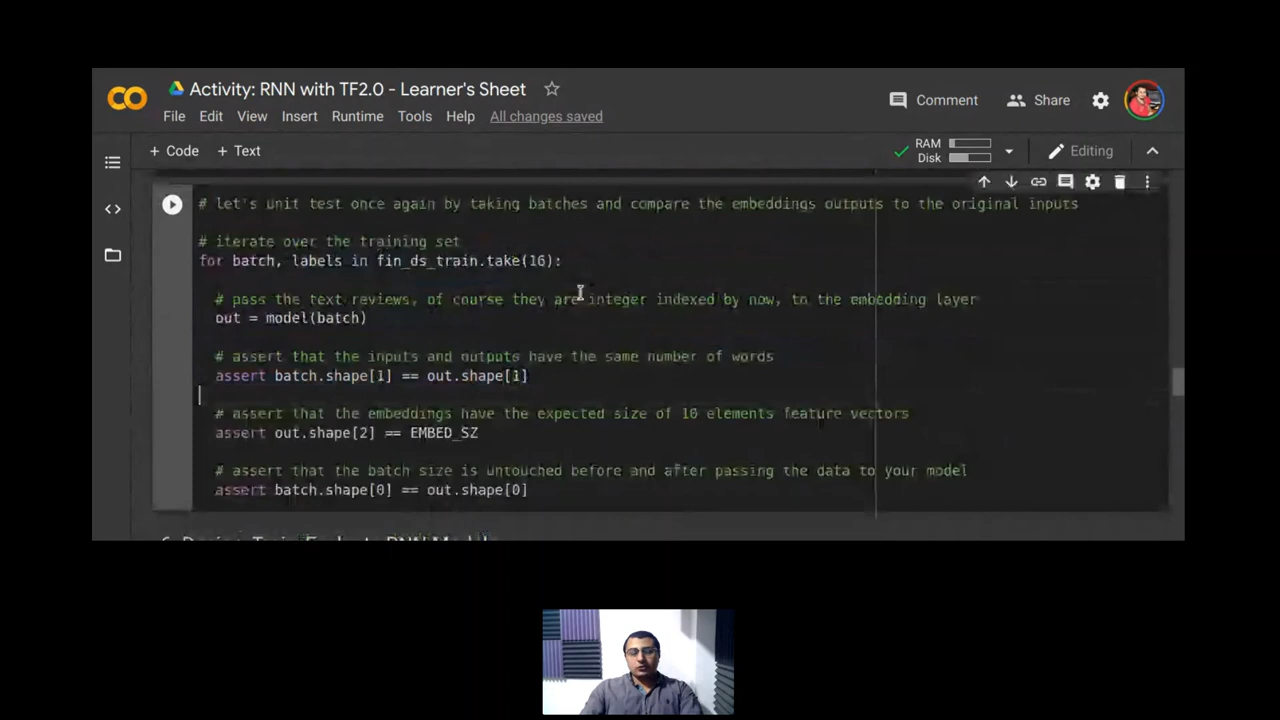 Activity: RNN with TF2.0 - Learner's Sheet
File Edit View Insert Runtime Tools Help All changes saved
Comment Share
+ Code + Text
RAM
Disk
Editing
# let's unit test once again by taking batches and compare the embeddings outputs to the original inputs
# iterate over the training set
for batch, labels in fin_ds_train.take(16):
# pass the text reviews, of course they are integer indexed by now, to the embedding layer
out = model(batch)
# assert that the inputs and outputs have the same number of words
assert batch.shape[1] == out.shape[1]
# assert that the embeddings have the expected size of 10 elements feature vectors
assert out.shape[2] == EMBED_SZ
# assert that the batch size is untouched before and after passing the data to your model
assert batch.shape[0] == out.shape[0]